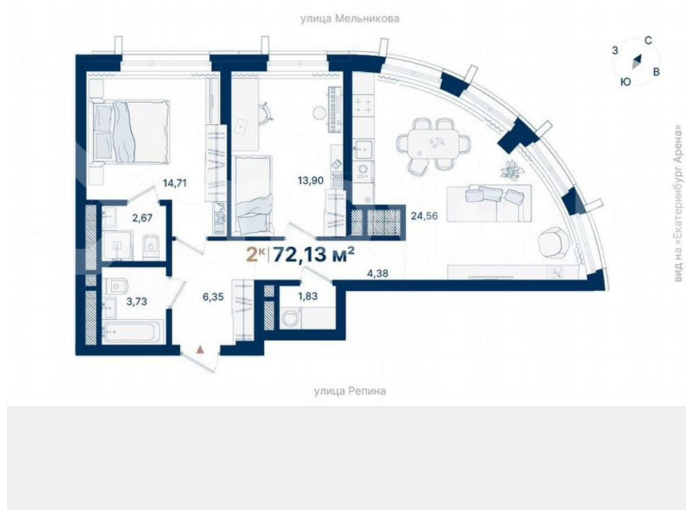 улица Мельникова
С
З
В
Ю
14,71
13,90
24,56
2,67
2к 72,13 м²
4,38
3,73
6,35
1,83
вид на «Екатеринбург Арена»
улица Репина